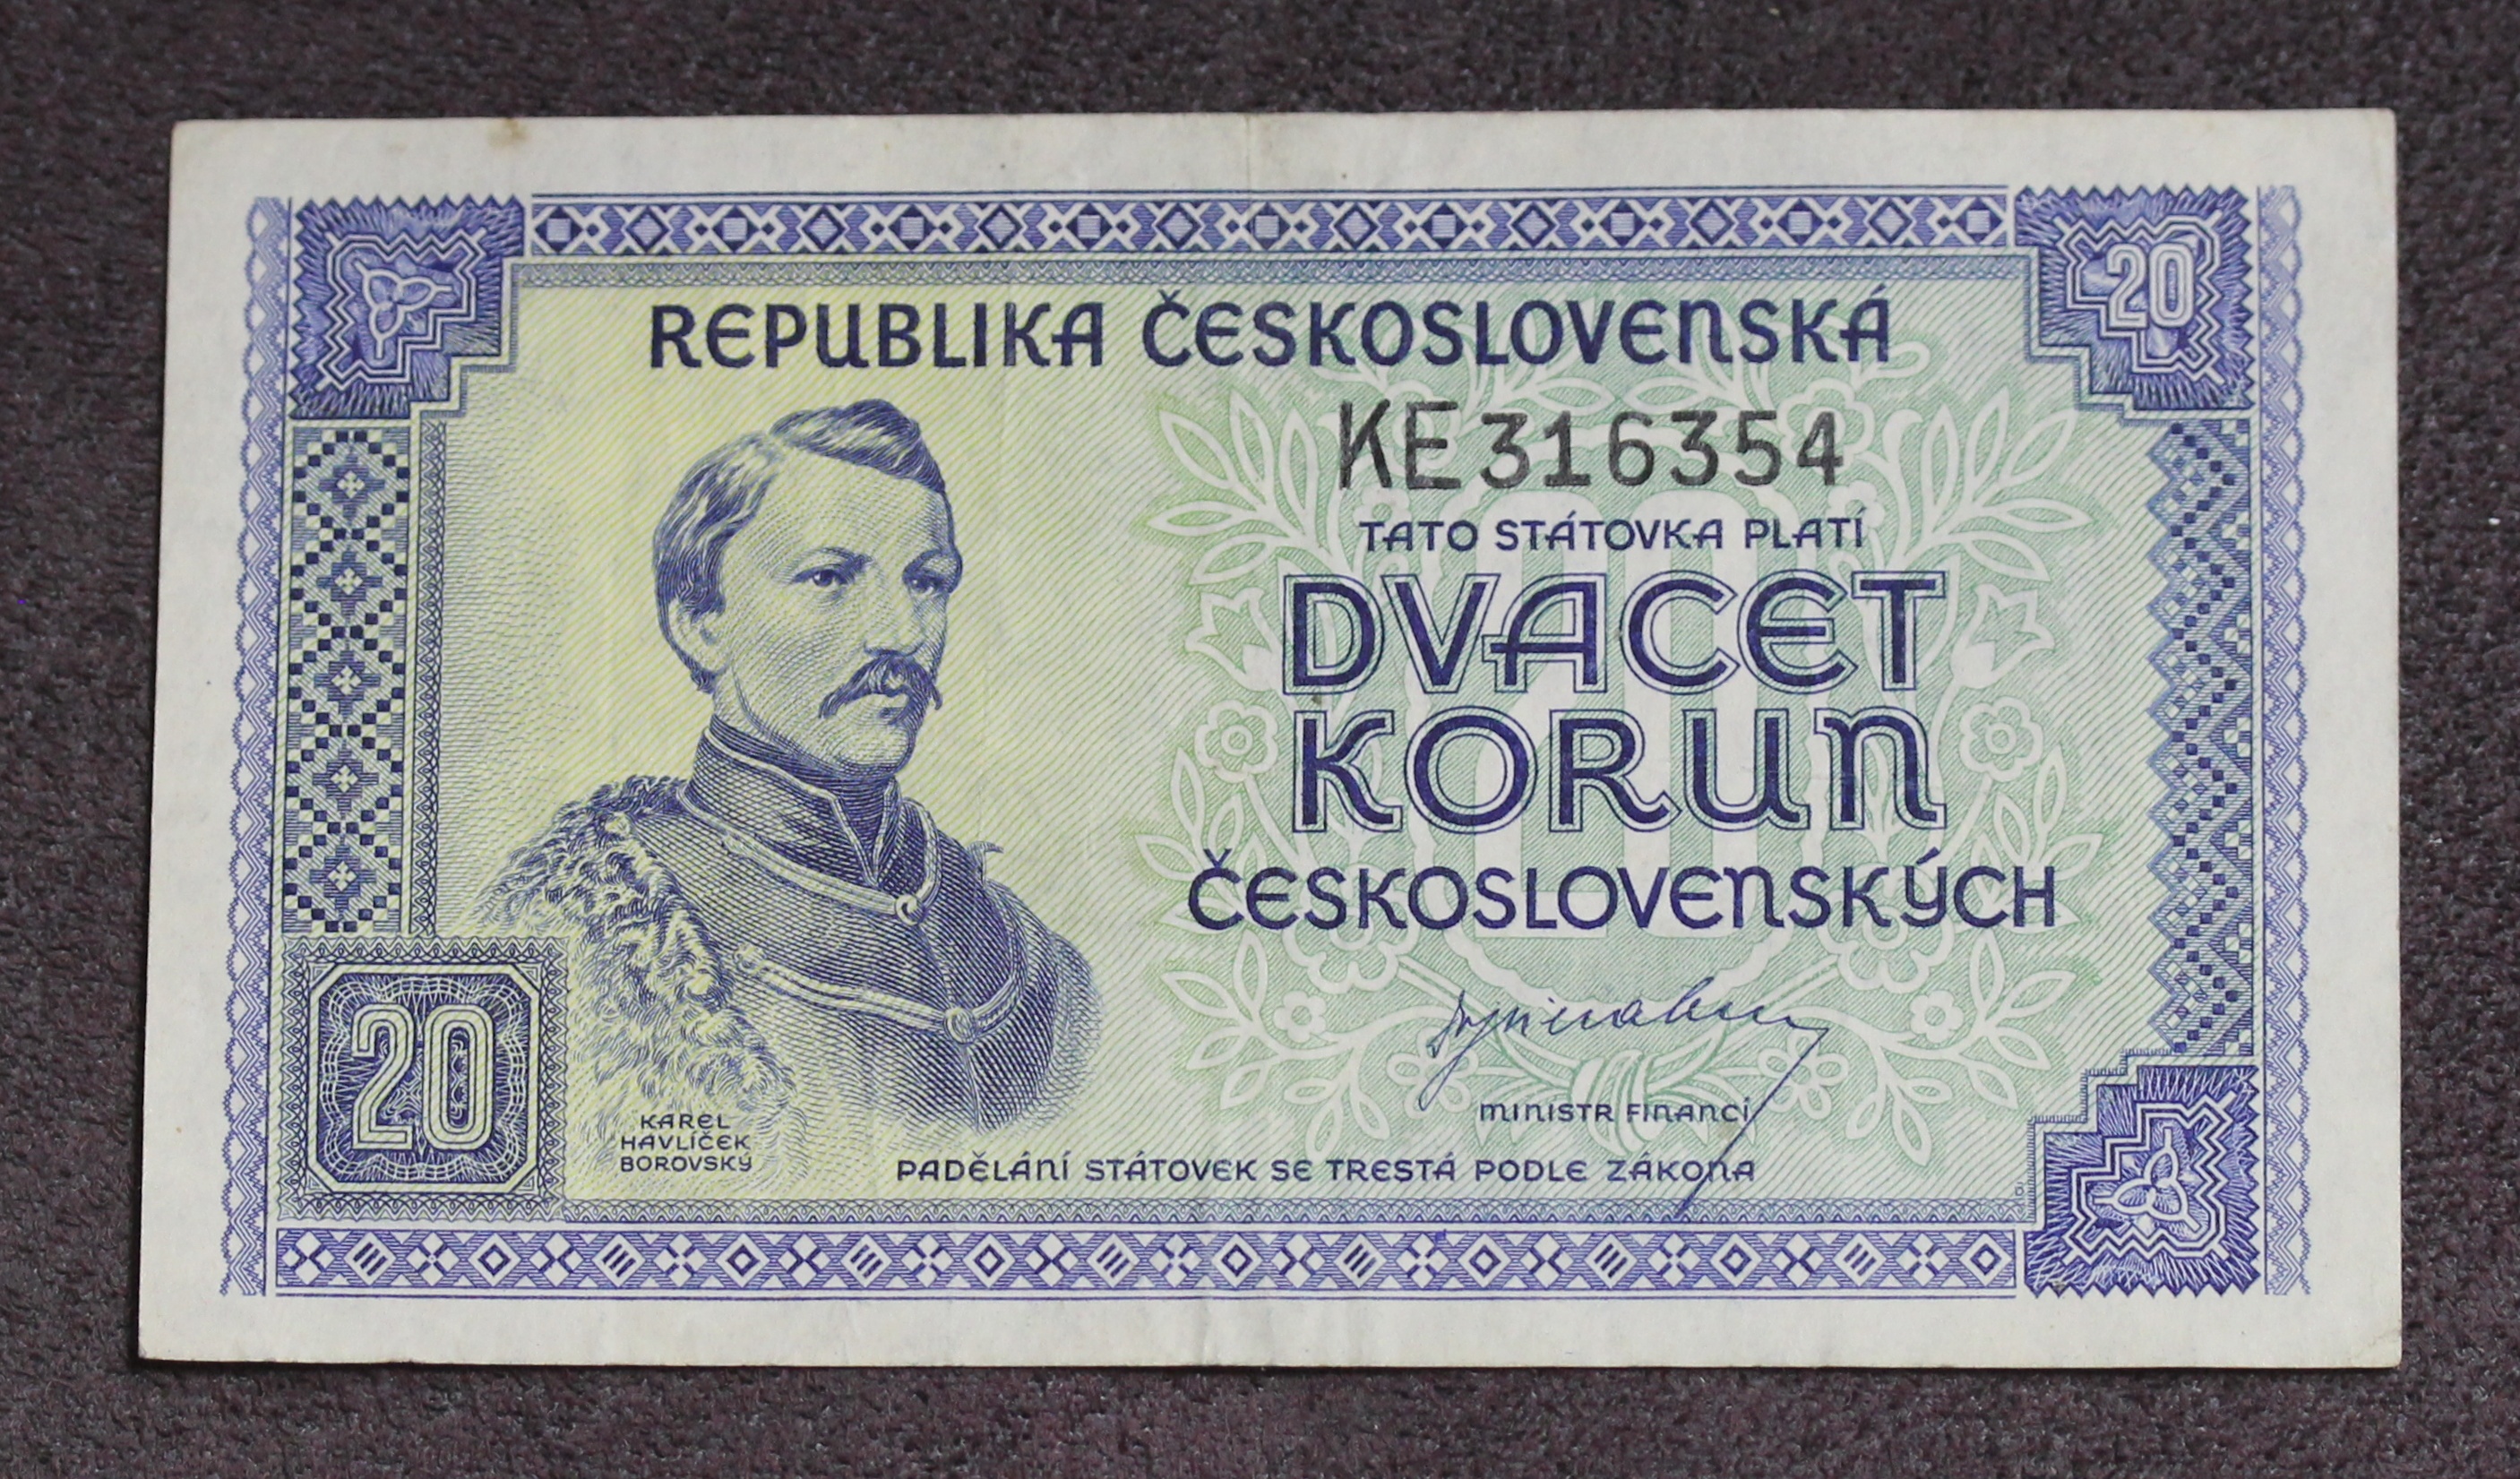 20
REPUBLIKA ČESKOSLOVENSKÁ
KE316354
TATO STÁTOVKA PLATÍ
DVACET
KORUN
ČESKOSLOVENSKÝCH
MINISTR FINANCÍ
20
KAREL
HAVLÍČEK
BOROVSKÝ
PADĚLÁNÍ STÁTOVEK SE TRESTÁ PODLE ZÁKONA